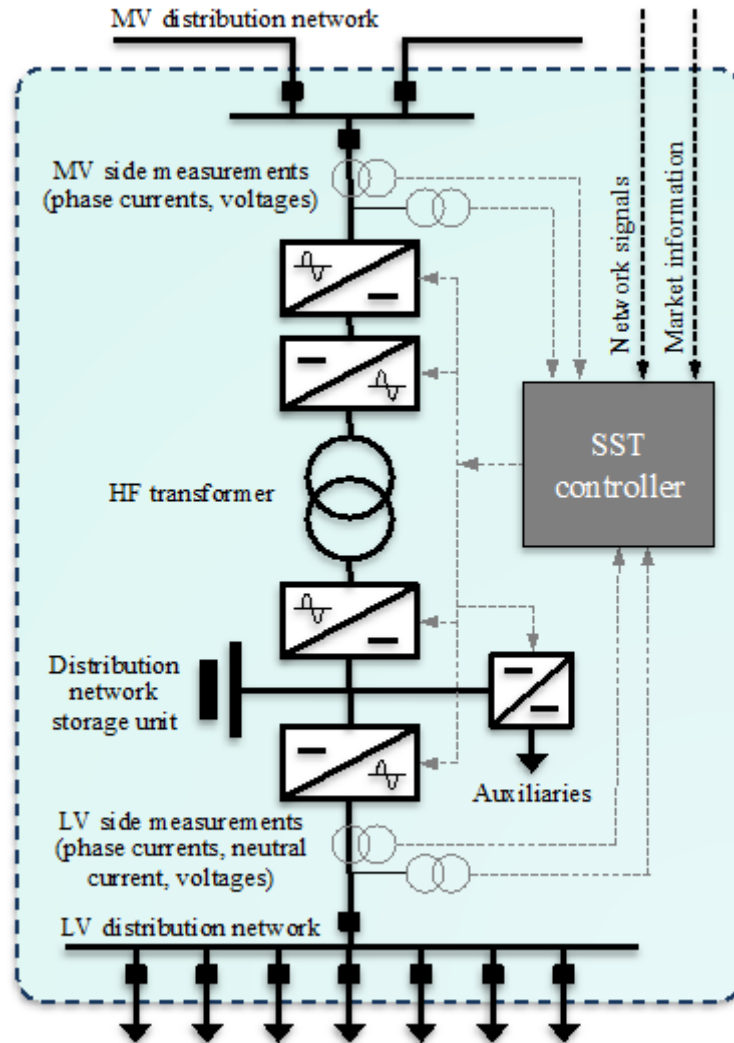 MV distribution network
MV side measurements
(phase currents, voltages)
Network signals
Market information
SST
controller
HF transformer
Distribution
network
storage unit
Auxiliaries
LV side measurements
(phase currents, neutral
current, voltages)
LV distribution network